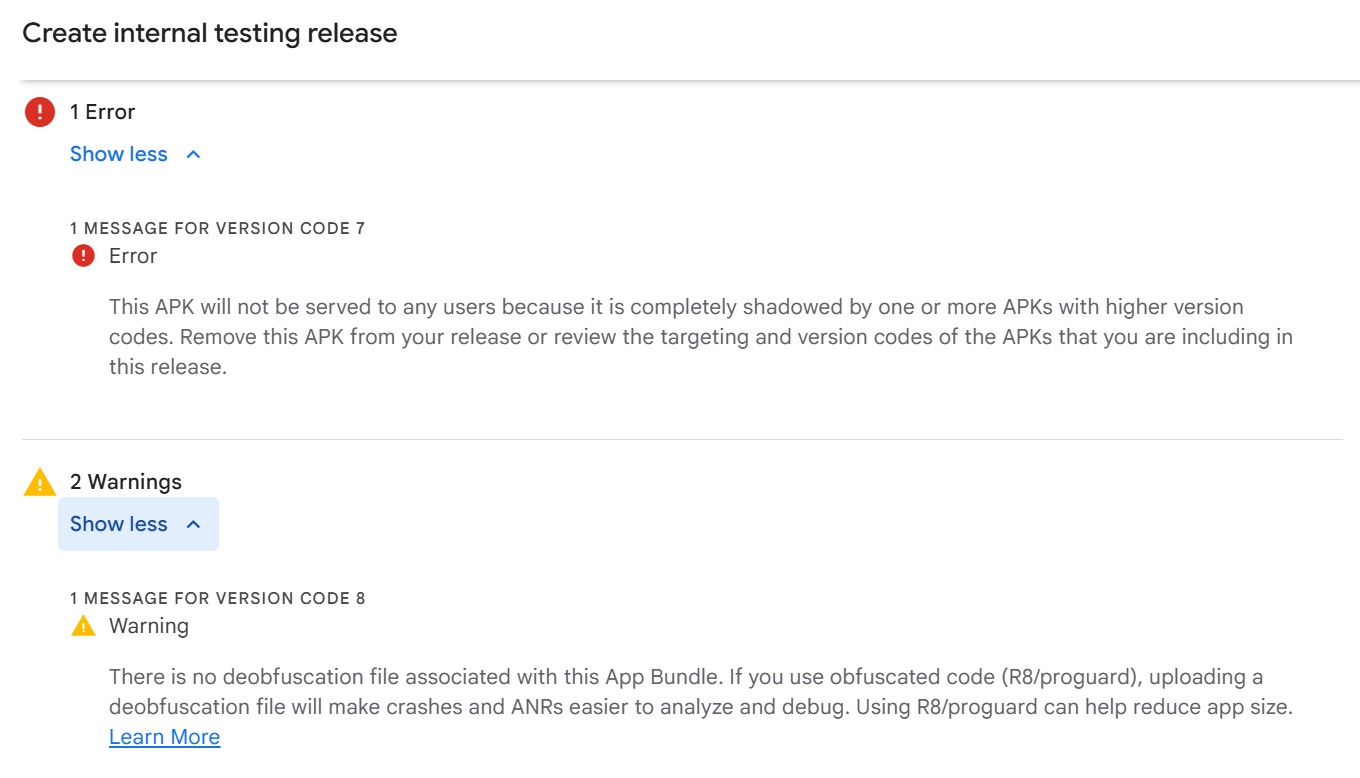 Create internal testing release
1 Error
Show less
1 MESSAGE FOR VERSION CODE 7
Error
This APK will not be served to any users because it is completely shadowed by one or more APKs with higher version
codes. Remove this APK from your release or review the targeting and version codes of the APKs that you are including in
this release.
2 Warnings
Show less
1 MESSAGE FOR VERSION CODE 8
Warning
There is no deobfuscation file associated with this App Bundle. If you use obfuscated code (R8/proguard), uploading a
deobfuscation file will make crashes and ANRs easier to analyze and debug. Using R8/proguard can help reduce app size.
Learn More